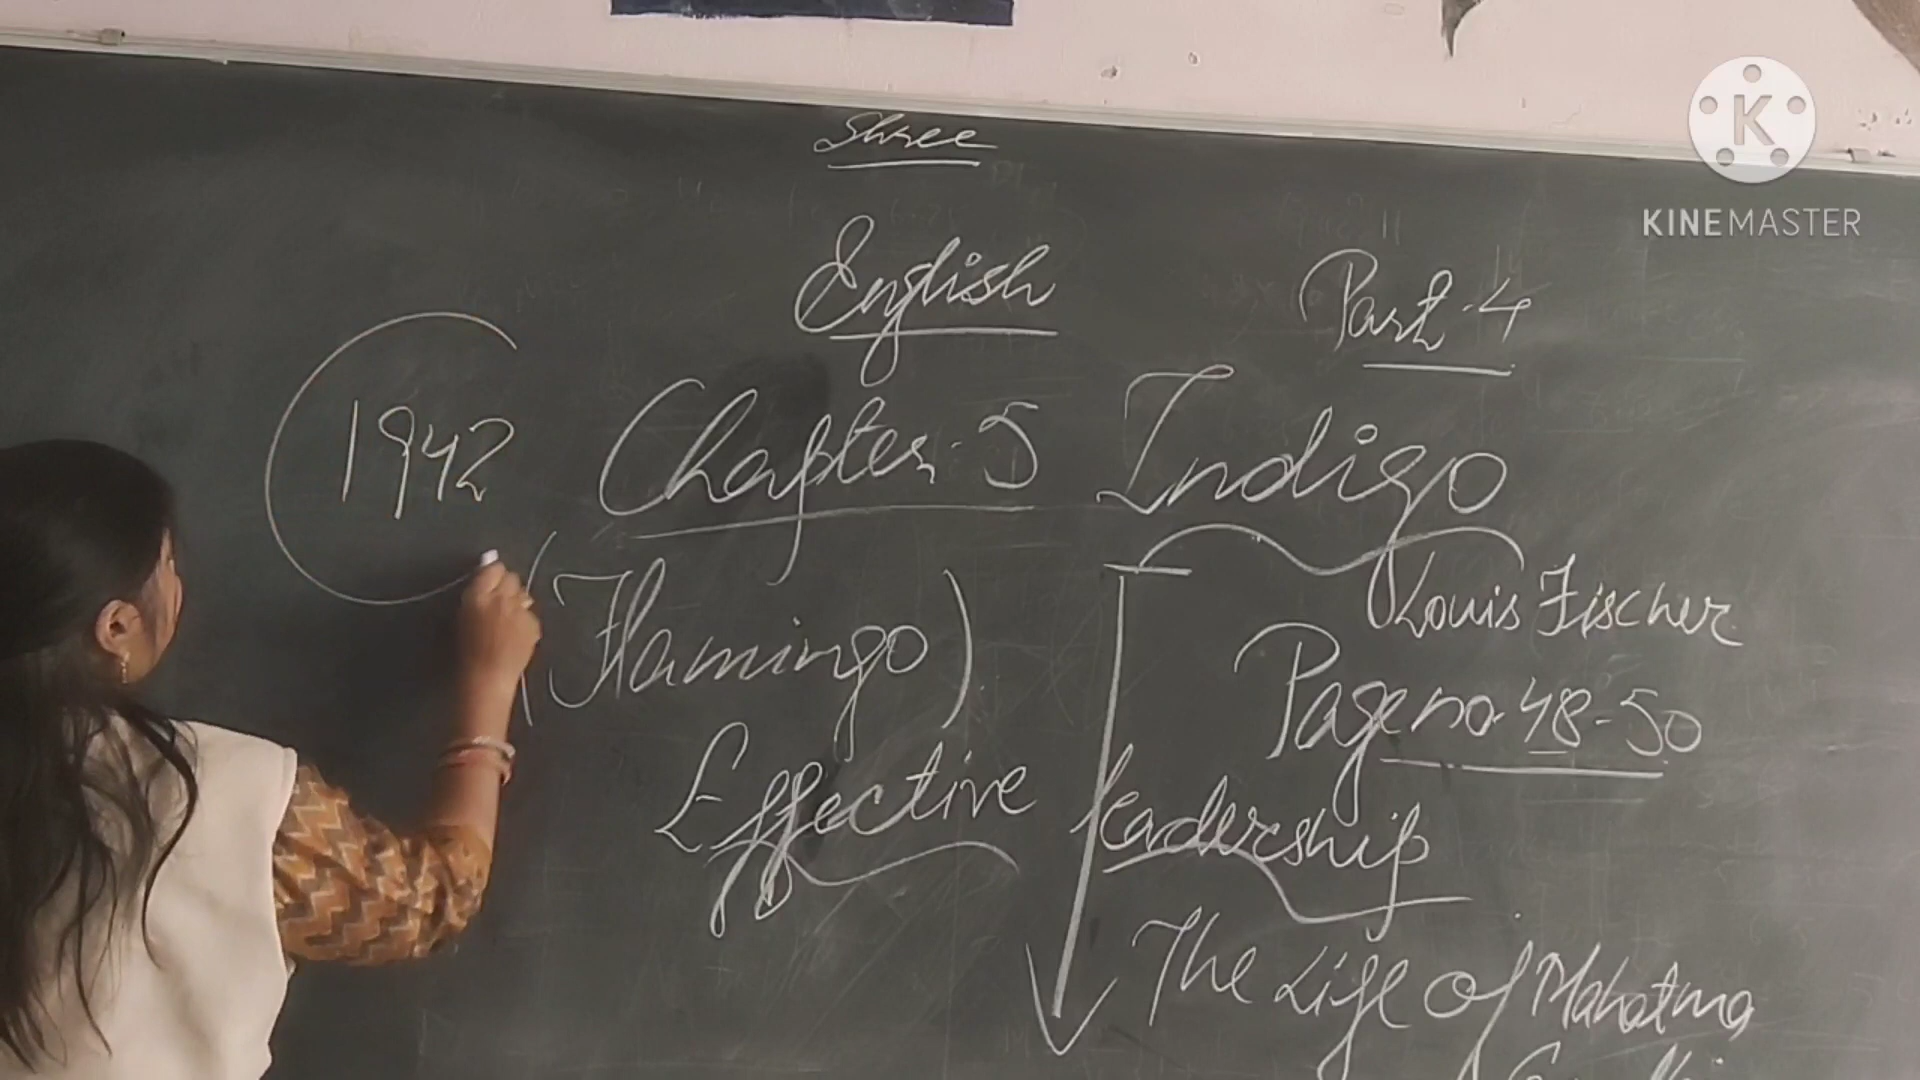 Shree
English
Part-4
1942
Chapter-5 Indigo
Louis Fischer
(Flamingo)
Page no-48-50
Effective leadership
The Life Of Mahatma
K
KINEMASTER